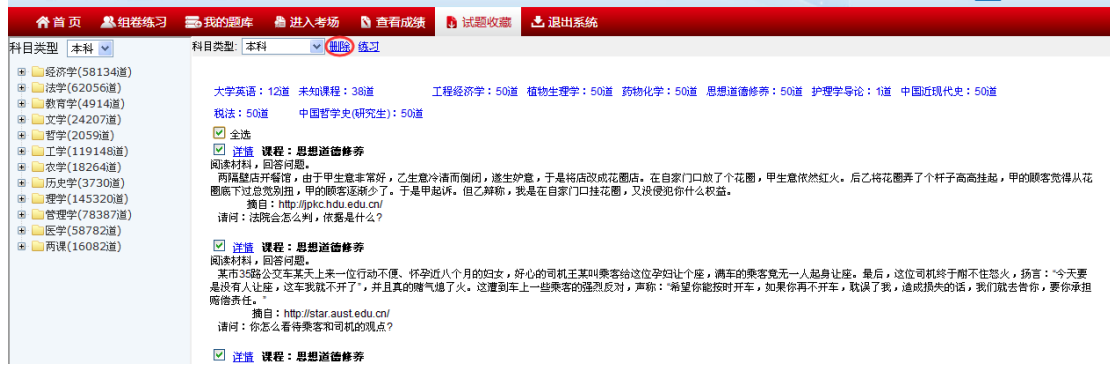 首 页 组卷练习 我的题库 进入考场 查看成绩 试题收藏 退出系统
科目类型 本科
经济学(58134道)
法学(62056道)
教育学(4914道)
文学(24207道)
哲学(2059道)
工学(119148道)
农学(18264道)
历史学(3730道)
理学(145320道)
管理学(78387道)
医学(58782道)
两课(16082道)
科目类型: 本科 删除 练习
大学英语：12道 未知课程：38道 工程经济学：50道 植物生理学：50道 药物化学：50道 思想道德修养：50道 护理学导论：1道 中国近现代史：50道
税法：50道 中国哲学史(研究生)：50道
全选
详情 课程：思想道德修养
阅读材料，回答问题。
两隔壁店开餐馆，由于甲生意非常好，乙生意冷清而倒闭，遂生妒意，于是将店改成花圈店。在自家门口放了个花圈，甲生意依然红火。后乙将花圈弄了个杆子高高挂起，甲的顾客觉得从花
圈底下过总觉别扭，甲的顾客逐渐少了。于是甲起诉。但乙辩称，我是在自家门口挂花圈，又没侵犯你什么权益。
摘自：http://jpkc.hdu.edu.cn/
请问：法院会怎么判，依据是什么？
详情 课程：思想道德修养
阅读材料，回答问题。
某市35路公交车某天上来一位行动不便、怀孕近八个月的妇女，好心的司机王某叫乘客给这位孕妇让个座，满车的乘客竟无一人起身让座。最后，这位司机终于耐不住怒火，扬言："今天要
是没有人让座，这车我就不开了"，并且真的赌气熄了火。这遭到车上一些乘客的强烈反对，声称："希望你能按时开车，如果你再不开车，耽误了我，造成损失的话，我们就去告你，要你承担
赔偿责任。"
摘自：http://star.aust.edu.cn/
请问：你怎么看待乘客和司机的观点？
详情 课程：思想道德修养